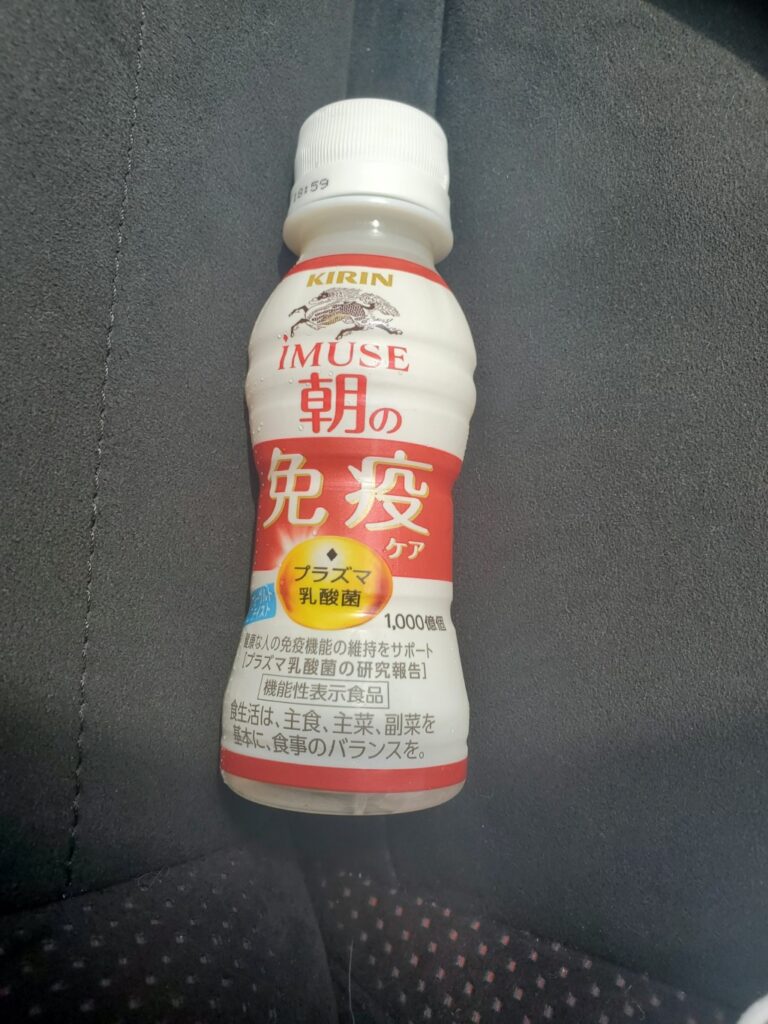 18:59
KIRIN
iMUSE
朝の
免疫
ケア
プラズマ
乳酸菌
1,000億個
健康な人の免疫機能の維持をサポート
[プラズマ乳酸菌の研究報告]
機能性表示食品
食生活は、主食、主菜、副菜を
基本に、食事のバランスを。